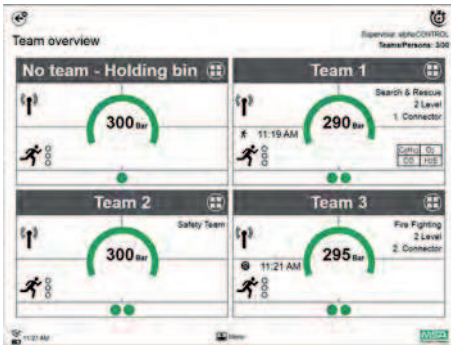 Team overview
Supervisor: alphaCONTROL
Teams/Persons: 3/00
No team - Holding bin
300 Bar
Team 1
Search & Rescue
2 Level
1. Connector
290 Bar
11:19 AM
O₂
CO H₂S
Team 2
Safety Team
300 Bar
Team 3
Fire Fighting
2 Level
2. Connector
295 Bar
11:21 AM
11:21 AM
Menu
MSA